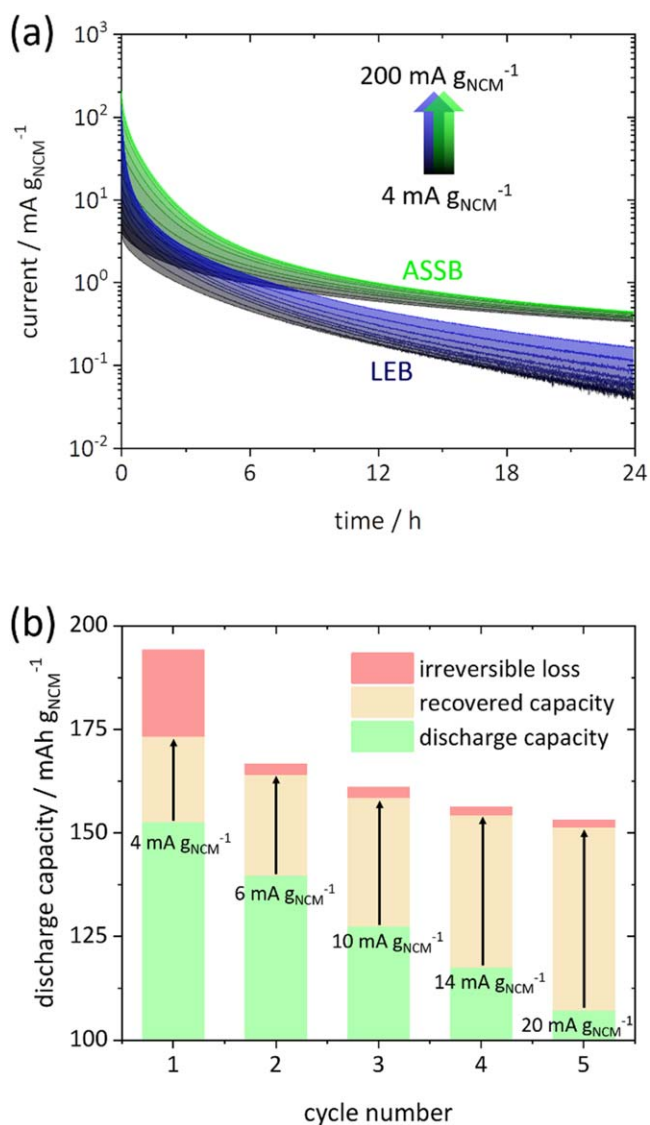 (a)
10³
10²
10¹
10⁰
10⁻¹
10⁻²
current / mA g_NCM⁻¹
200 mA g_NCM⁻¹
4 mA g_NCM⁻¹
ASSB
LEB
0 6 12 18 24
time / h
(b)
200
175
150
125
100
discharge capacity / mAh g_NCM⁻¹
irreversible loss
recovered capacity
discharge capacity
4 mA g_NCM⁻¹
6 mA g_NCM⁻¹
10 mA g_NCM⁻¹
14 mA g_NCM⁻¹
20 mA g_NCM⁻¹
1 2 3 4 5
cycle number